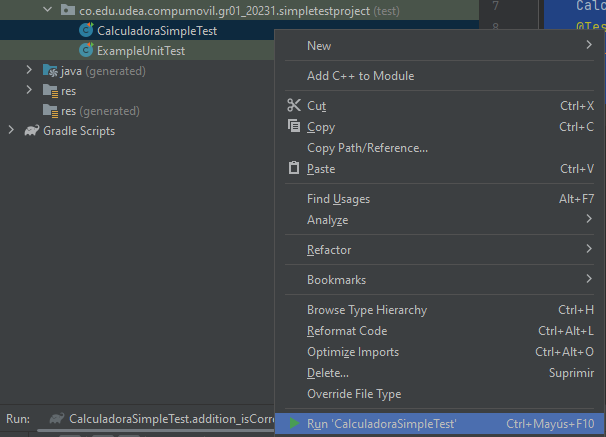 co.edu.udea.compumovil.gr01_20231.simpletestproject (test)
CalculadoraSimpleTest
ExampleUnitTest
java (generated)
res
res (generated)
Gradle Scripts
7
8
@Tes
New
Add C++ to Module
Cut Ctrl+X
Copy Ctrl+C
Copy Path/Reference...
Paste Ctrl+V
Find Usages Alt+F7
Analyze
Refactor
Bookmarks
Browse Type Hierarchy Ctrl+H
Reformat Code Ctrl+Alt+L
Optimize Imports Ctrl+Alt+O
Delete... Suprimir
Override File Type
Run 'CalculadoraSimpleTest' Ctrl+Mayús+F10
Run: CalculadoraSimpleTest.addition_isCorre